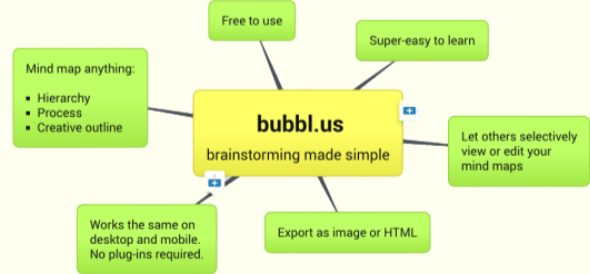 Free to use
Super-easy to learn
Mind map anything:
▪ Hierarchy
▪ Process
▪ Creative outline
bubbl.us
brainstorming made simple
Let others selectively
view or edit your
mind maps
Works the same on
desktop and mobile.
No plug-ins required.
Export as image or HTML